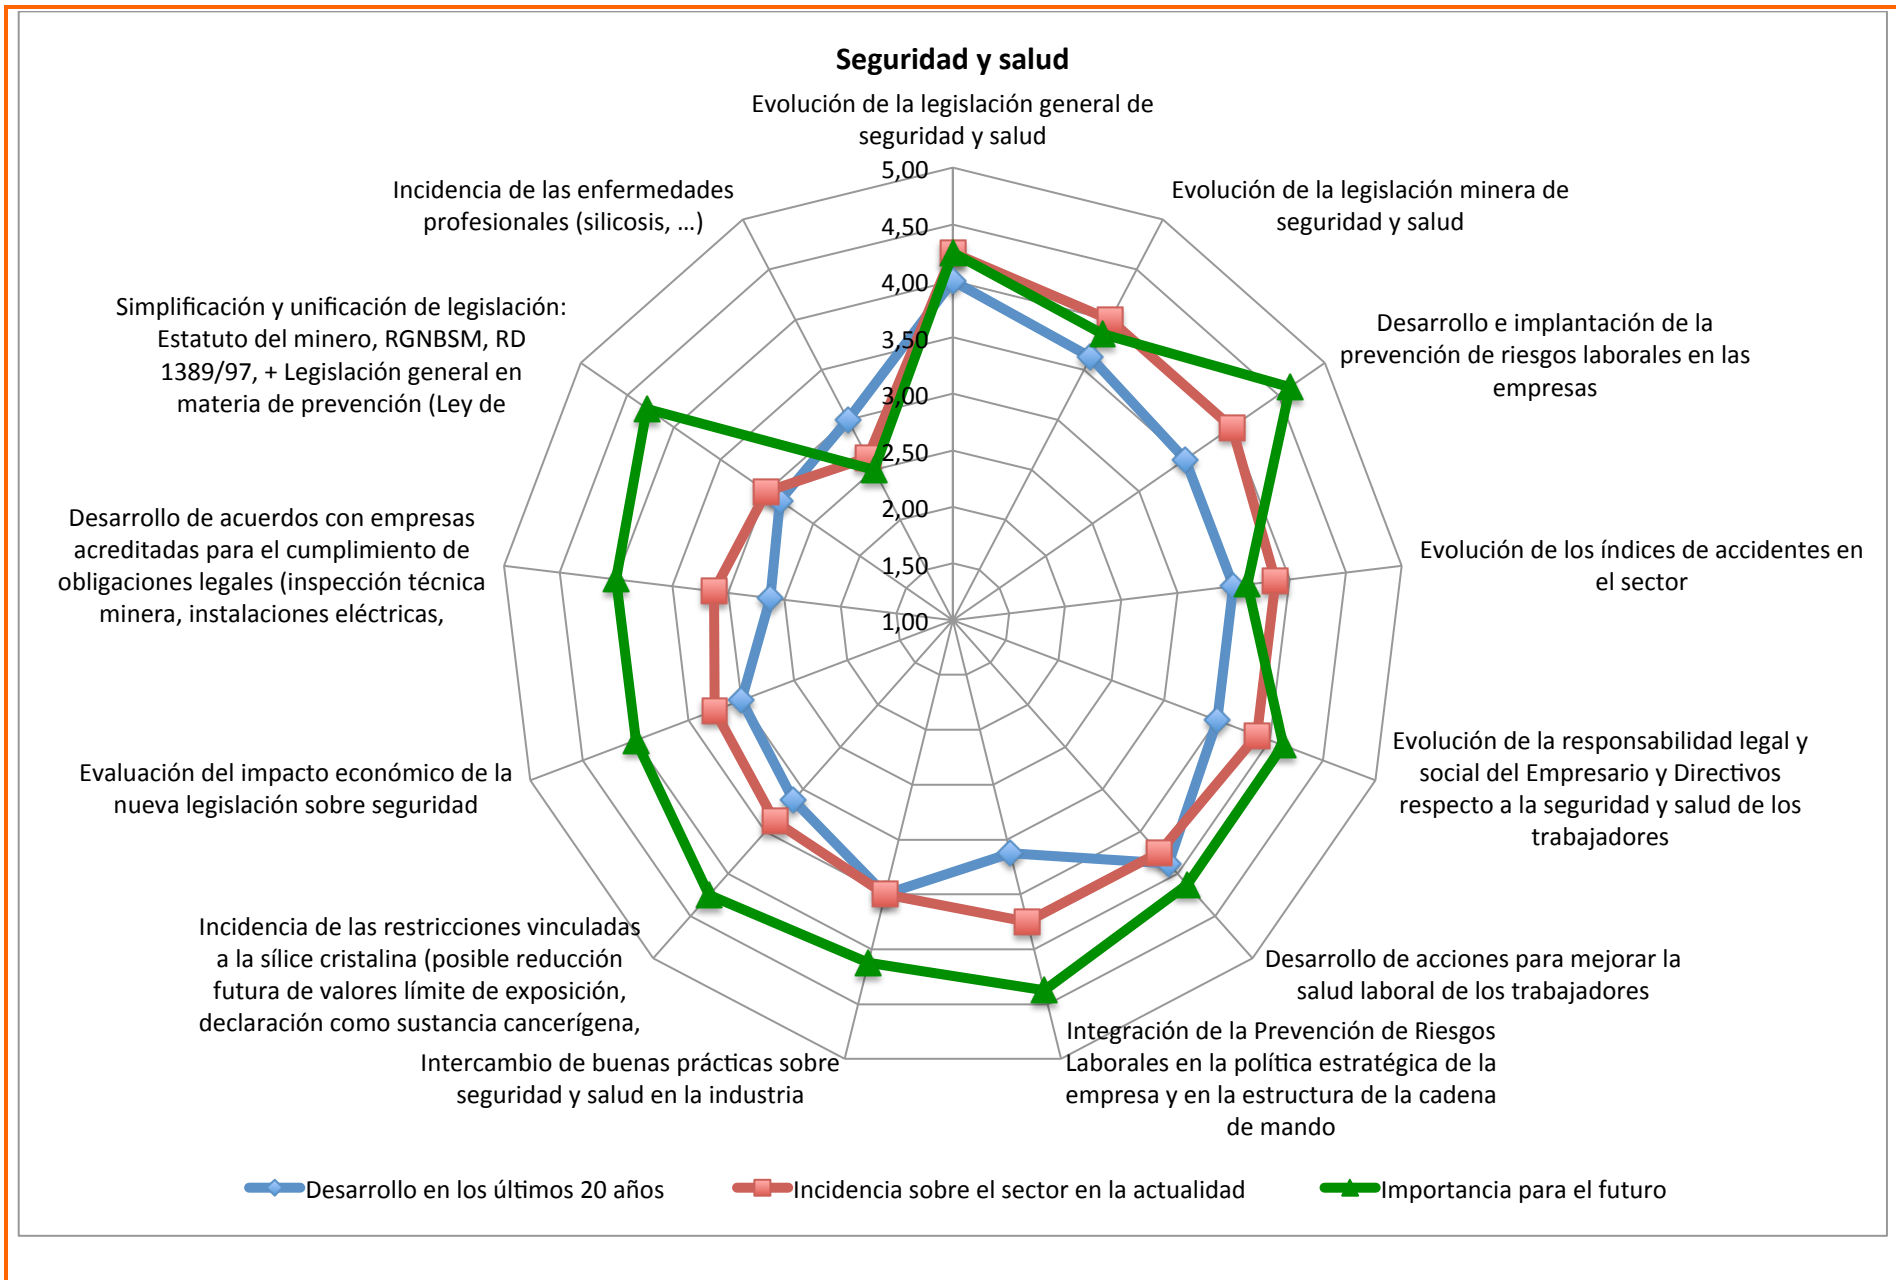 Seguridad y salud
Evolución de la legislación general de
seguridad y salud
Evolución de la legislación minera de
seguridad y salud
Desarrollo e implantación de la
prevención de riesgos laborales en las
empresas
Evolución de los índices de accidentes en
el sector
Evolución de la responsabilidad legal y
social del Empresario y Directivos
respecto a la seguridad y salud de los
trabajadores
Desarrollo de acciones para mejorar la
salud laboral de los trabajadores
Integración de la Prevención de Riesgos
Laborales en la política estratégica de la
empresa y en la estructura de la cadena
de mando
Intercambio de buenas prácticas sobre
seguridad y salud en la industria
Incidencia de las restricciones vinculadas
a la sílice cristalina (posible reducción
futura de valores límite de exposición,
declaración como sustancia cancerígena,
Evaluación del impacto económico de la
nueva legislación sobre seguridad
Desarrollo de acuerdos con empresas
acreditadas para el cumplimiento de
obligaciones legales (inspección técnica
minera, instalaciones eléctricas,
Simplificación y unificación de legislación:
Estatuto del minero, RGNBSM, RD
1389/97, + Legislación general en
materia de prevención (Ley de
Incidencia de las enfermedades
profesionales (silicosis, ...)
5,00
4,50
4,00
3,50
3,00
2,50
2,00
1,50
1,00
Desarrollo en los últimos 20 años
Incidencia sobre el sector en la actualidad
Importancia para el futuro